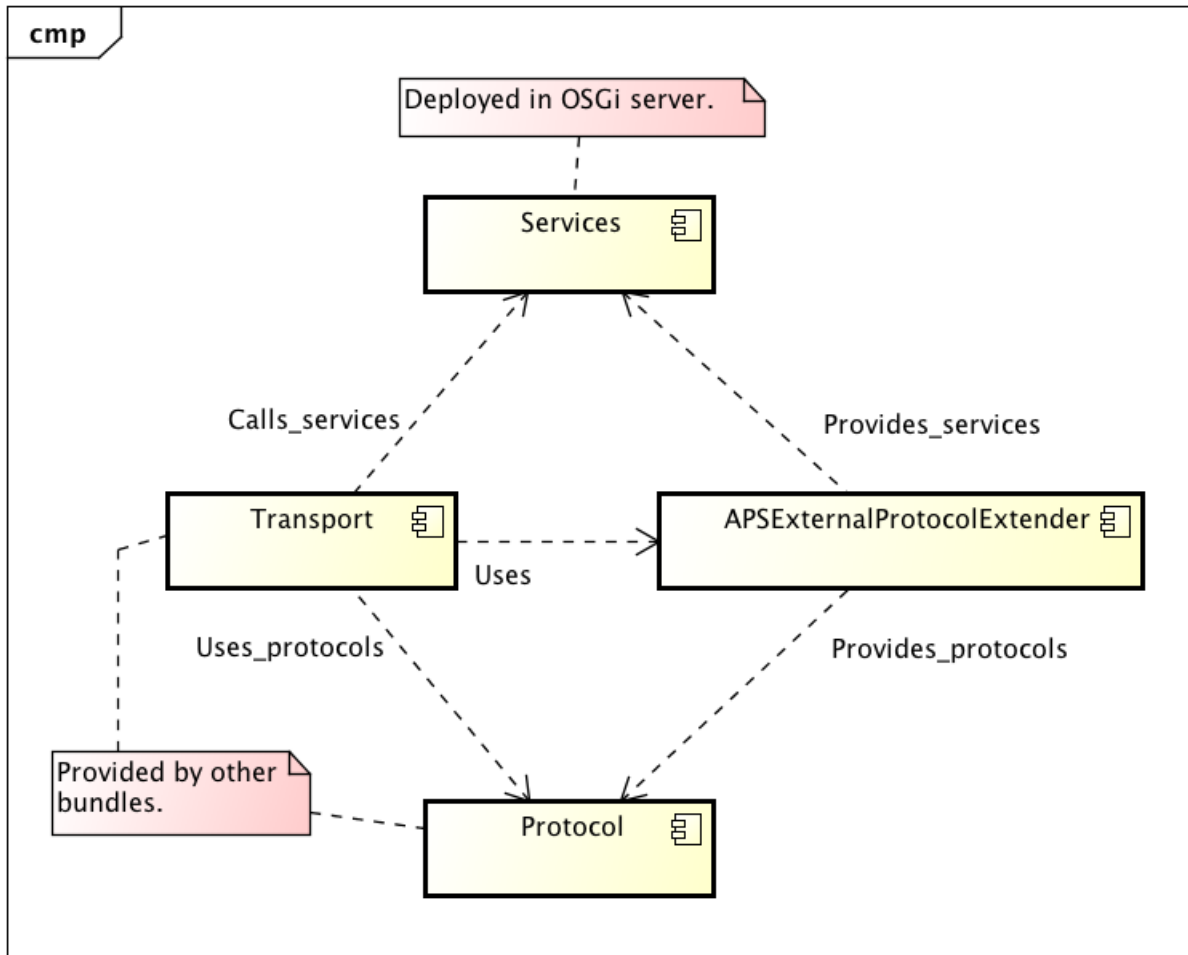 cmp
Deployed in OSGi server.
Services
Calls_services
Provides_services
Transport
APSExternalProtocolExtender
Uses
Uses_protocols
Provides_protocols
Provided by other
bundles.
Protocol